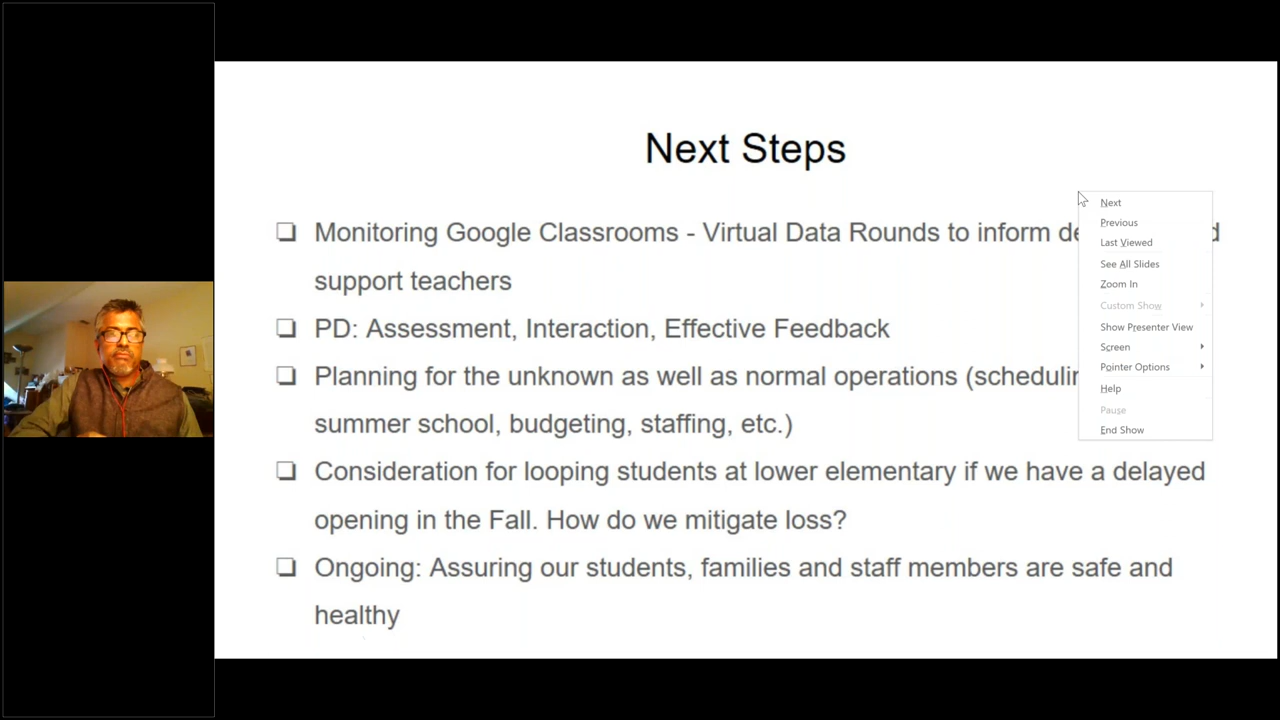 Next Steps
❏ Monitoring Google Classrooms - Virtual Data Rounds to inform
support teachers
❏ PD: Assessment, Interaction, Effective Feedback
❏ Planning for the unknown as well as normal operations
summer school, budgeting, staffing, etc.)
❏ Consideration for looping students at lower elementary if we have a delayed
opening in the Fall. How do we mitigate loss?
❏ Ongoing: Assuring our students, families and staff members are safe and
healthy
Next
Previous
Last Viewed
See All Slides
Zoom In
Custom Show
Show Presenter View
Screen
Pointer Options
Help
Pause
End Show